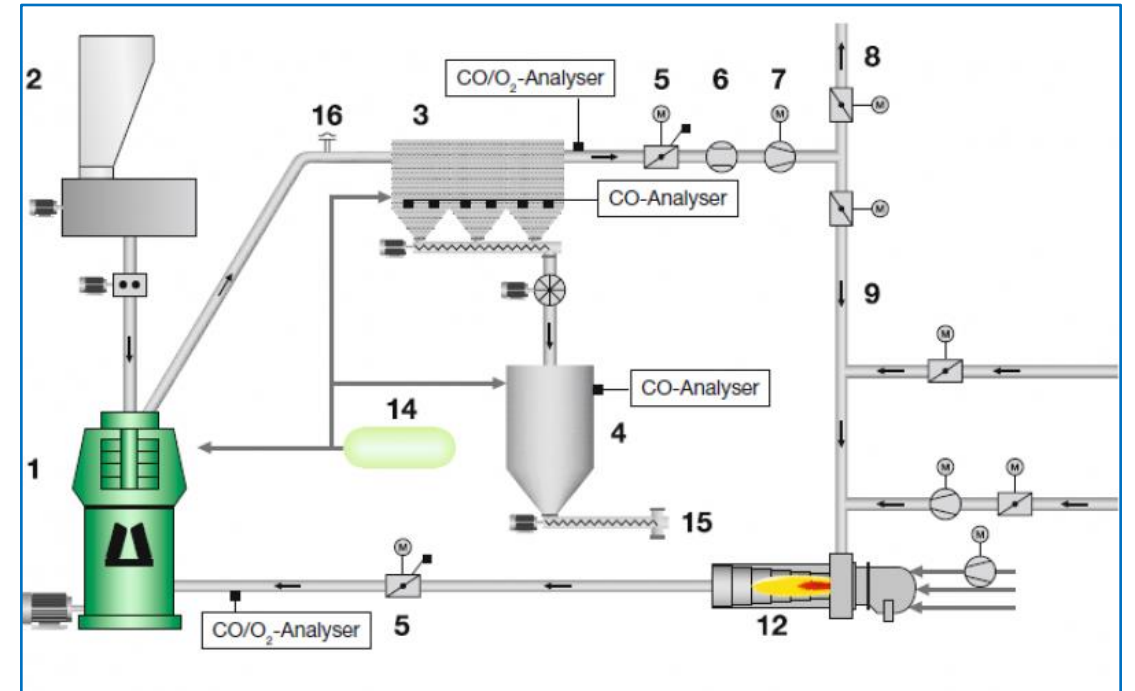 8
CO/O₂-Analyser
5
6
7
2
M
M
M
16
3
CO-Analyser
M
9
M
CO-Analyser
14
4
1
M
M
15
M
M
CO/O₂-Analyser
5
12